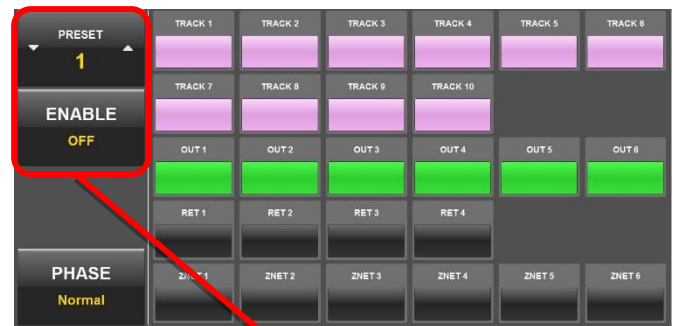 PRESET
1
ENABLE
OFF
PHASE
Normal
TRACK 1 TRACK 2 TRACK 3 TRACK 4 TRACK 5 TRACK 6
TRACK 7 TRACK 8 TRACK 9 TRACK 10
OUT 1 OUT 2 OUT 3 OUT 4 OUT 5 OUT 6
RET 1 RET 2 RET 3 RET 4
ZNET 1 ZNET 2 ZNET 3 ZNET 4 ZNET 5 ZNET 6